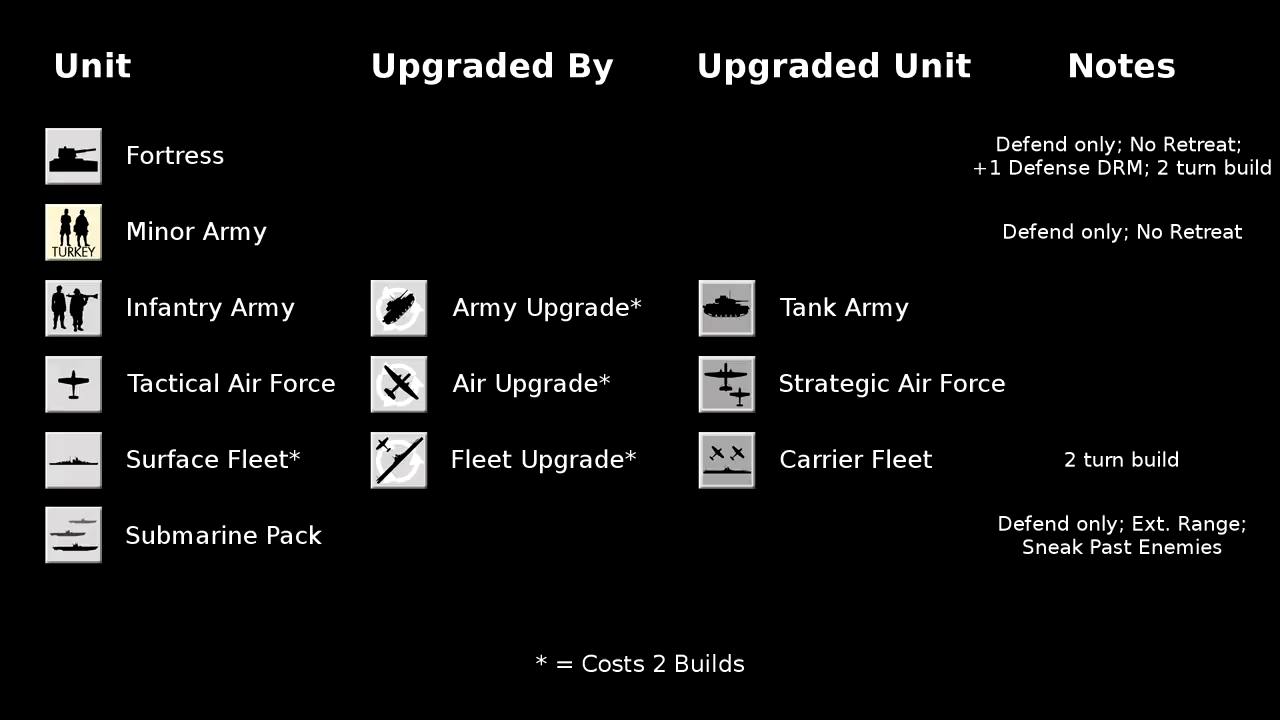 Unit Upgraded By Upgraded Unit Notes
Fortress Defend only; No Retreat;
+1 Defense DRM; 2 turn build
TURKEY Minor Army Defend only; No Retreat
Infantry Army Army Upgrade* Tank Army
Tactical Air Force Air Upgrade* Strategic Air Force
Surface Fleet* Fleet Upgrade* Carrier Fleet 2 turn build
Submarine Pack Defend only; Ext. Range;
Sneak Past Enemies
* = Costs 2 Builds